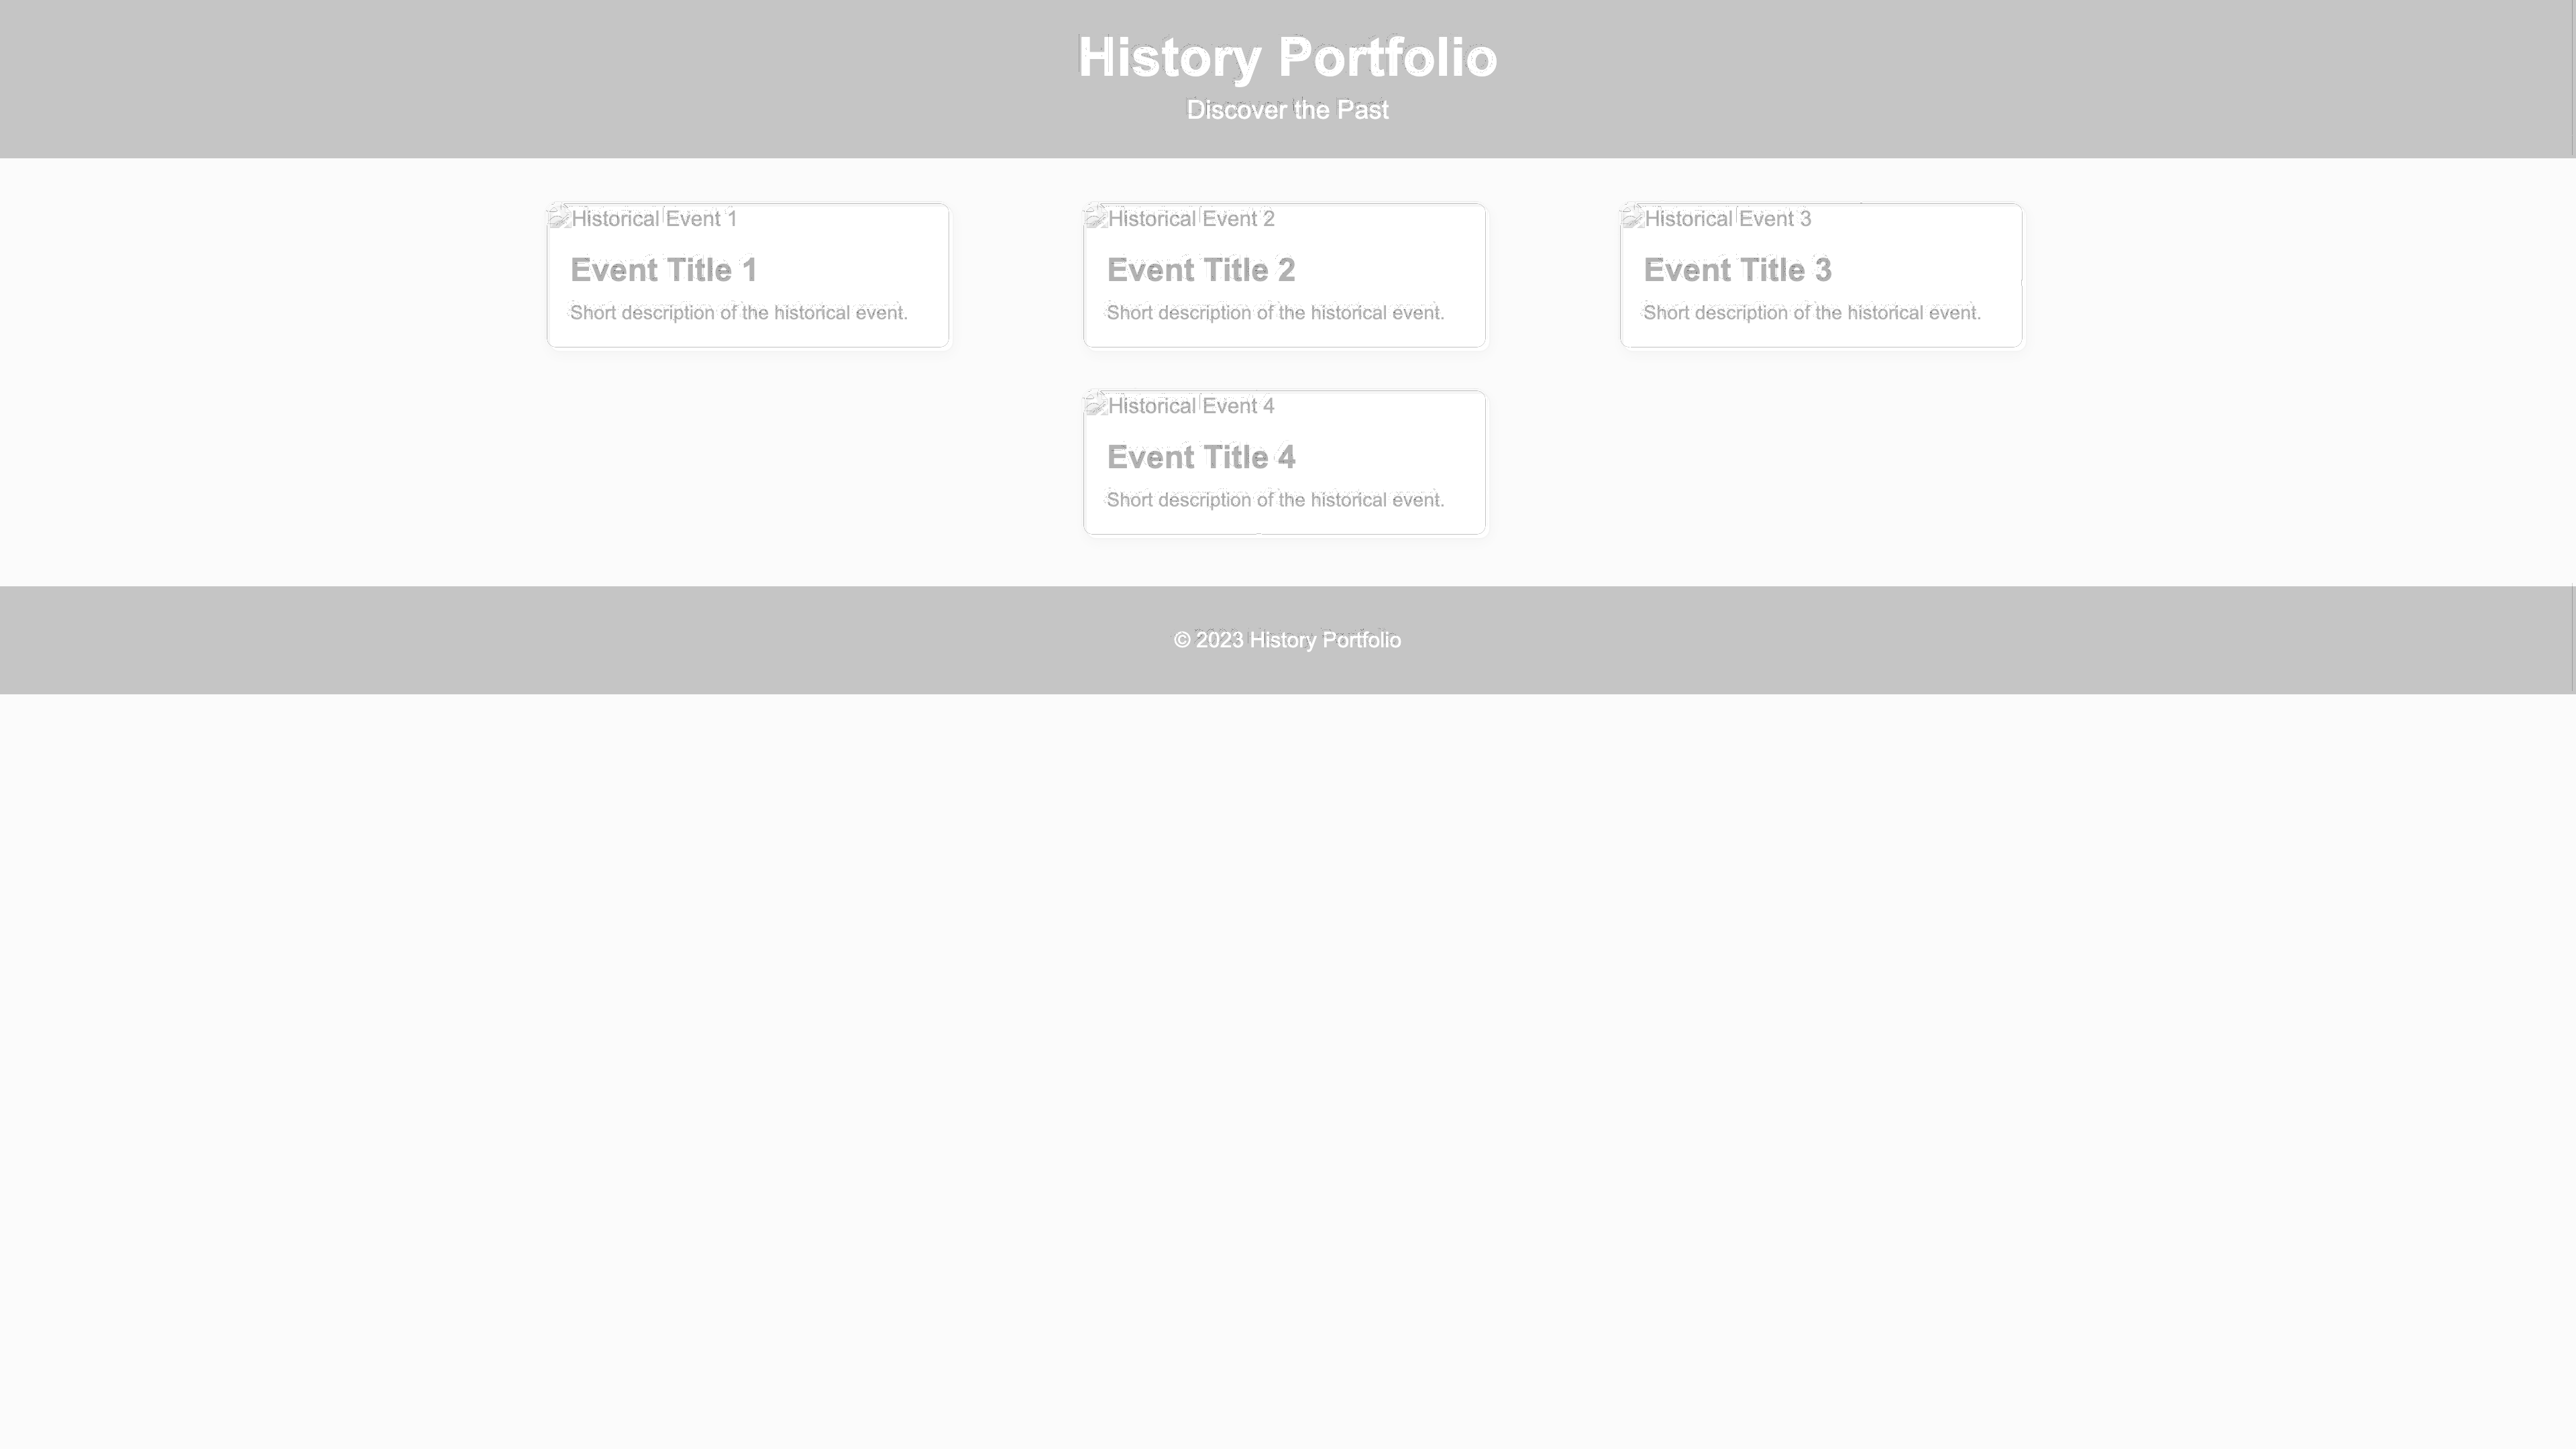 History Portfolio
Discover the Past
Historical Event 1
Event Title 1
Short description of the historical event.
Historical Event 2
Event Title 2
Short description of the historical event.
Historical Event 3
Event Title 3
Short description of the historical event.
Historical Event 4
Event Title 4
Short description of the historical event.
© 2023 History Portfolio